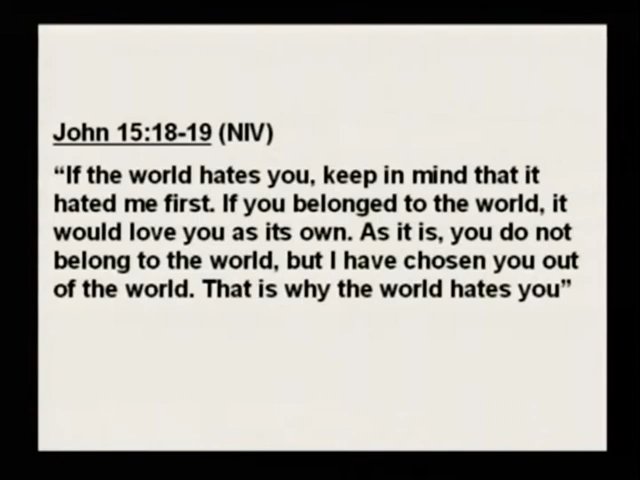 John 15:18-19 (NIV)
“If the world hates you, keep in mind that it
hated me first. If you belonged to the world, it
would love you as its own. As it is, you do not
belong to the world, but I have chosen you out
of the world. That is why the world hates you”